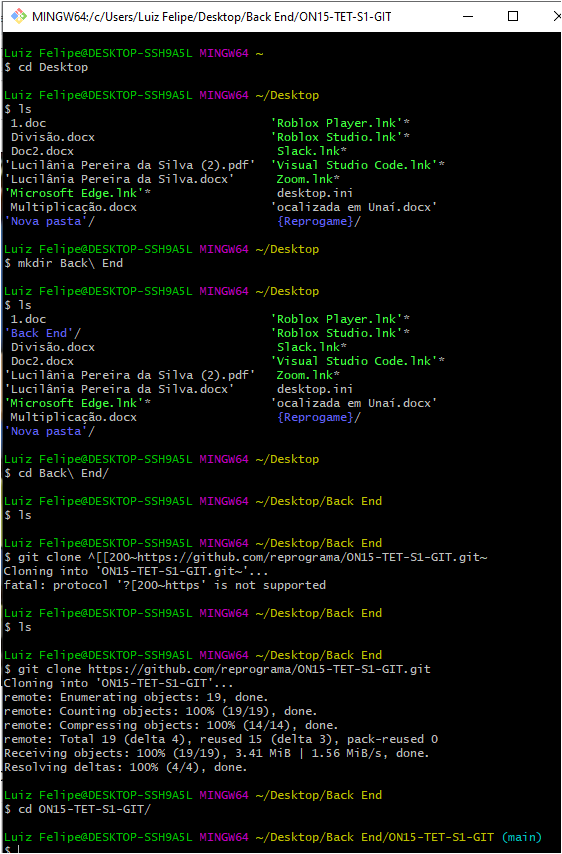 MINGW64:/c/Users/Luiz Felipe/Desktop/Back End/ON15-TET-S1-GIT
Luiz Felipe@DESKTOP-SSH9A5L MINGW64 ~
$ cd Desktop
Luiz Felipe@DESKTOP-SSH9A5L MINGW64 ~/Desktop
$ ls
1.doc 'Roblox Player.lnk'*
Divisão.docx 'Roblox Studio.lnk'*
Doc2.docx Slack.lnk*
'Lucilânia Pereira da Silva (2).pdf' 'Visual Studio Code.lnk'*
'Lucilânia Pereira da Silva.docx' Zoom.lnk*
'Microsoft Edge.lnk'* desktop.ini
Multiplicação.docx 'ocalizada em Unaí.docx'
'Nova pasta'/ {Reprogame}/
Luiz Felipe@DESKTOP-SSH9A5L MINGW64 ~/Desktop
$ mkdir Back\ End
Luiz Felipe@DESKTOP-SSH9A5L MINGW64 ~/Desktop
$ ls
1.doc 'Roblox Player.lnk'*
'Back End'/ 'Roblox Studio.lnk'*
Divisão.docx Slack.lnk*
Doc2.docx 'Visual Studio Code.lnk'*
'Lucilânia Pereira da Silva (2).pdf' Zoom.lnk*
'Lucilânia Pereira da Silva.docx' desktop.ini
'Microsoft Edge.lnk'* 'ocalizada em Unaí.docx'
Multiplicação.docx {Reprogame}/
'Nova pasta'/
Luiz Felipe@DESKTOP-SSH9A5L MINGW64 ~/Desktop
$ cd Back\ End/
Luiz Felipe@DESKTOP-SSH9A5L MINGW64 ~/Desktop/Back End
$ ls
Luiz Felipe@DESKTOP-SSH9A5L MINGW64 ~/Desktop/Back End
$ git clone ^[[200~https://github.com/reprograma/ON15-TET-S1-GIT.git~
Cloning into 'ON15-TET-S1-GIT.git~'...
fatal: protocol '?[200~https' is not supported
Luiz Felipe@DESKTOP-SSH9A5L MINGW64 ~/Desktop/Back End
$ ls
Luiz Felipe@DESKTOP-SSH9A5L MINGW64 ~/Desktop/Back End
$ git clone https://github.com/reprograma/ON15-TET-S1-GIT.git
Cloning into 'ON15-TET-S1-GIT'...
remote: Enumerating objects: 19, done.
remote: Counting objects: 100% (19/19), done.
remote: Compressing objects: 100% (14/14), done.
remote: Total 19 (delta 4), reused 15 (delta 3), pack-reused 0
Receiving objects: 100% (19/19), 3.41 MiB | 1.56 MiB/s, done.
Resolving deltas: 100% (4/4), done.
Luiz Felipe@DESKTOP-SSH9A5L MINGW64 ~/Desktop/Back End
$ cd ON15-TET-S1-GIT/
Luiz Felipe@DESKTOP-SSH9A5L MINGW64 ~/Desktop/Back End/ON15-TET-S1-GIT (main)
$